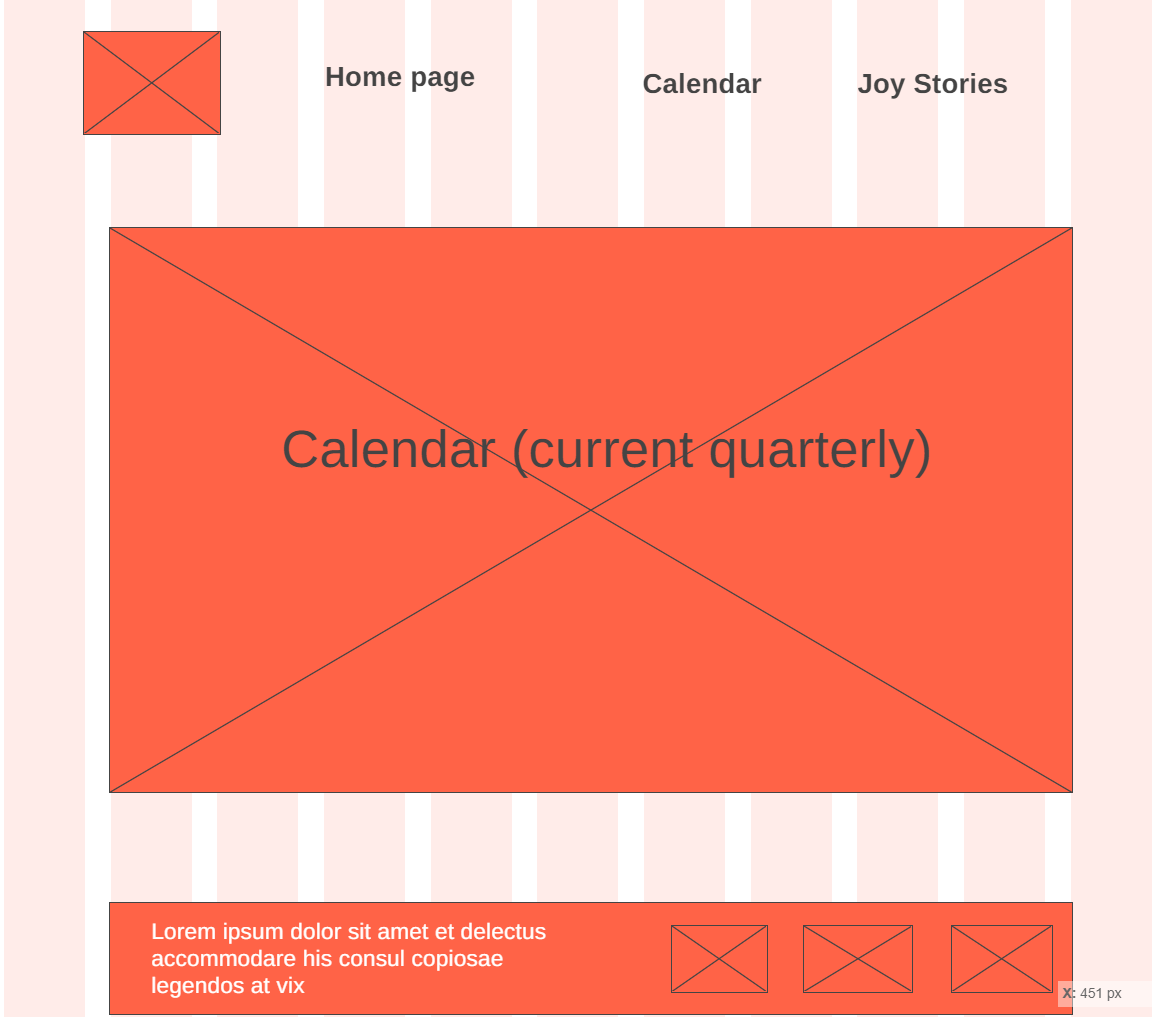 Home page
Calendar
Joy Stories
Calendar (current quarterly)
Lorem ipsum dolor sit amet et delectus
accommodare his consul copiosae
legendos at vix
X: 451 px